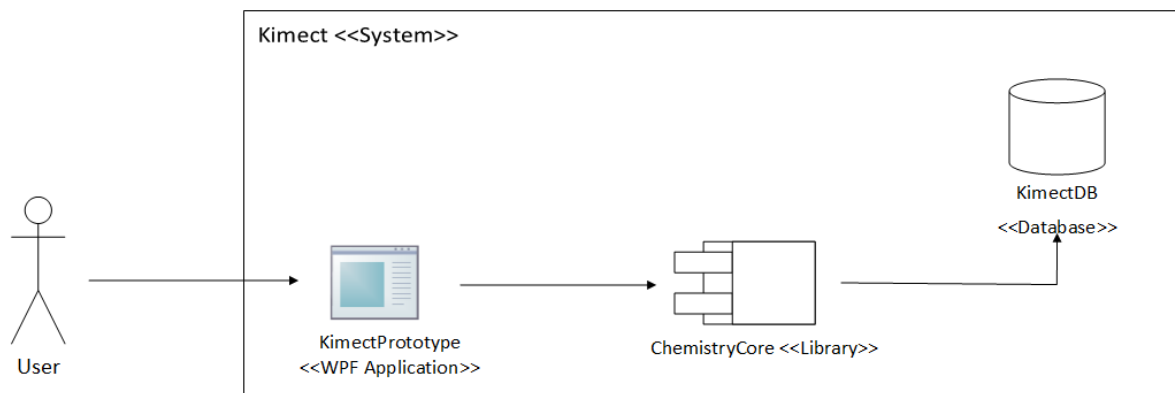 Kimect <<System>>
KimectDB
<<Database>>
KimectPrototype
<<WPF Application>>
ChemistryCore <<Library>>
User